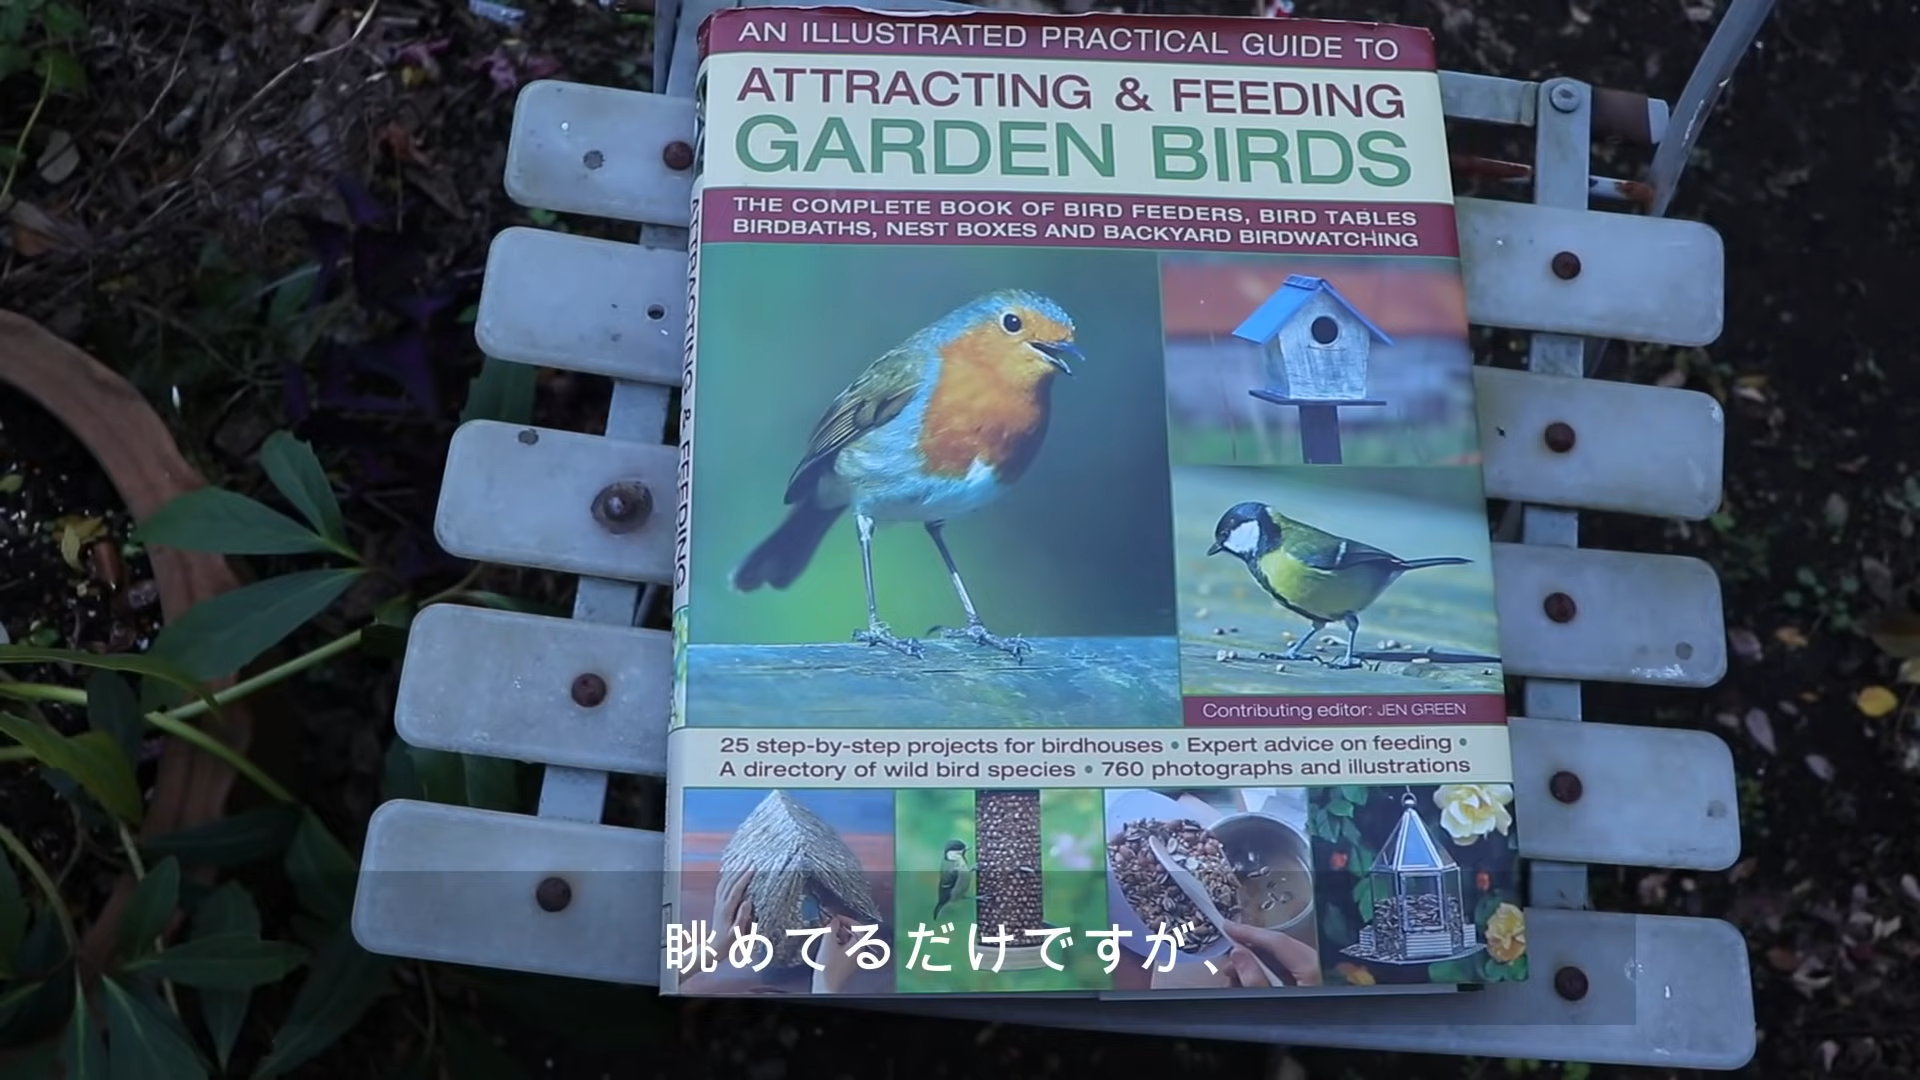 AN ILLUSTRATED PRACTICAL GUIDE TO
ATTRACTING & FEEDING
GARDEN BIRDS
THE COMPLETE BOOK OF BIRD FEEDERS, BIRD TABLES
BIRDBATHS, NEST BOXES AND BACKYARD BIRDWATCHING
ATTRACTING & FEEDING
Contributing editor: JEN GREEN
25 step-by-step projects for birdhouses • Expert advice on feeding •
A directory of wild bird species • 760 photographs and illustrations
眺めてるだけですが、